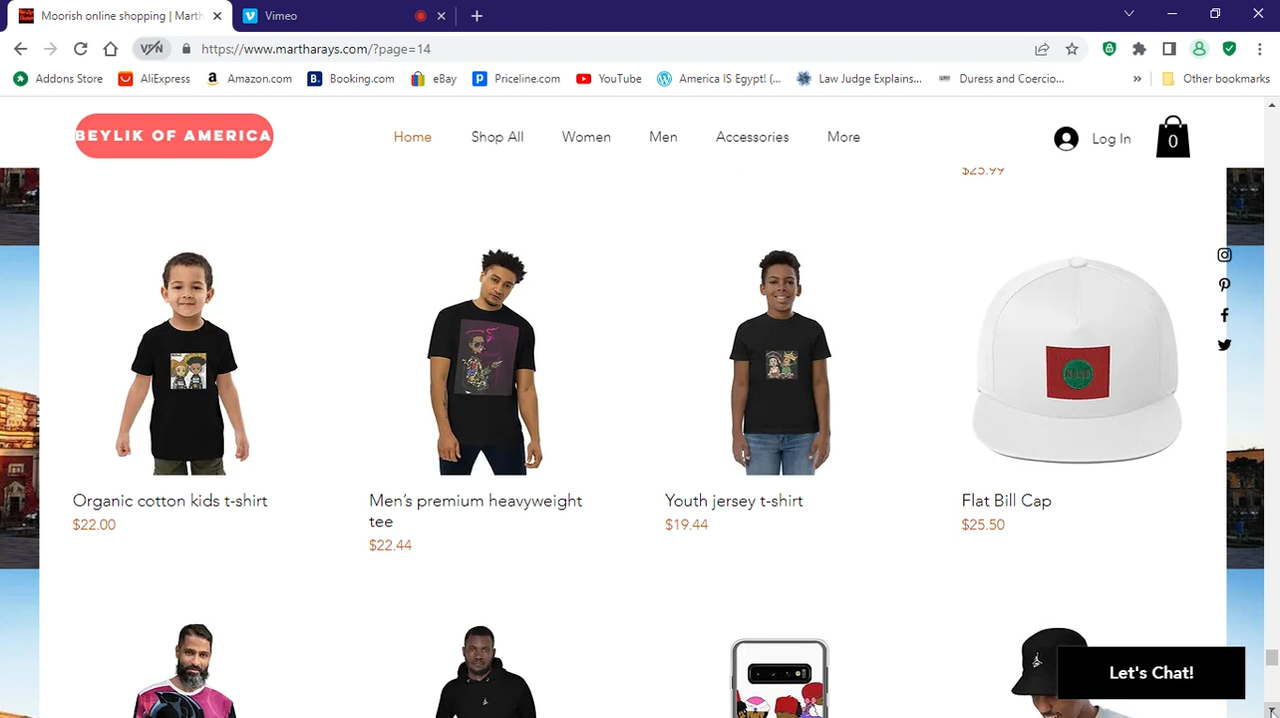 Moorish online shopping | Marth
Vimeo
VPN
https://www.martharays.com/?page=14
Addons Store
AliExpress
Amazon.com
Booking.com
eBay
Priceline.com
YouTube
America IS Egypt! (...
Law Judge Explains...
Duress and Coercio...
»
Other bookmarks
BEYLIK OF AMERICA
Home
Shop All
Women
Men
Accessories
More
Log In
0
$25.99
Organic cotton kids t-shirt
$22.00
Men's premium heavyweight
tee
$22.44
Youth jersey t-shirt
$19.44
Flat Bill Cap
$25.50
Let's Chat!